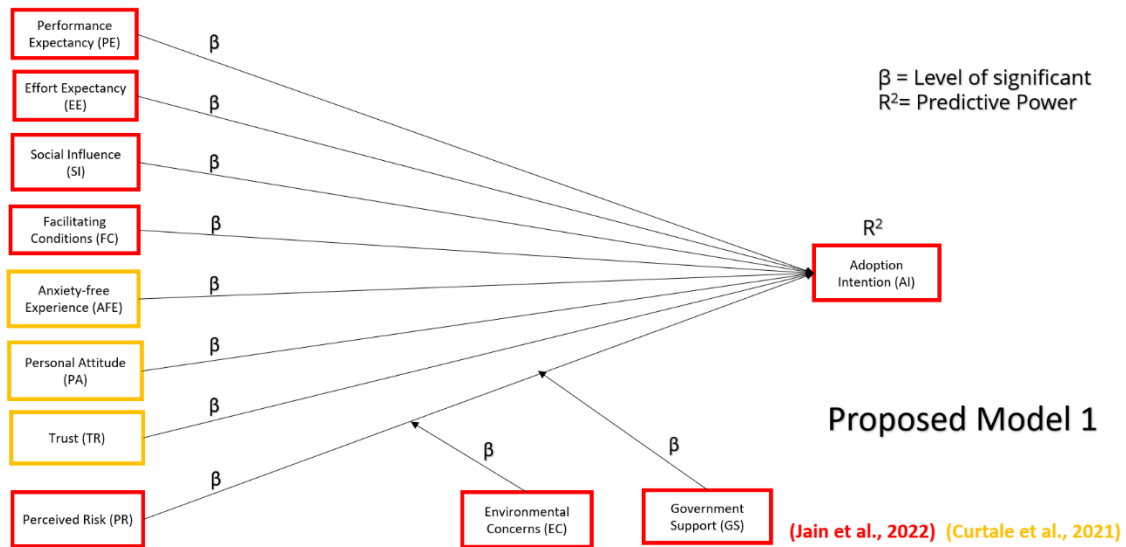 Performance
Expectancy (PE)
β
Effort Expectancy
(EE)
β
β = Level of significant
R²= Predictive Power
Social Influence
(SI)
β
Facilitating
Conditions (FC)
β
R²
Adoption
Intention (AI)
Anxiety-free
Experience (AFE)
β
Personal Attitude
(PA)
β
Trust (TR)
β
Proposed Model 1
Perceived Risk (PR)
β
β
β
Environmental
Concerns (EC)
Government
Support (GS)
(Jain et al., 2022) (Curtale et al., 2021)